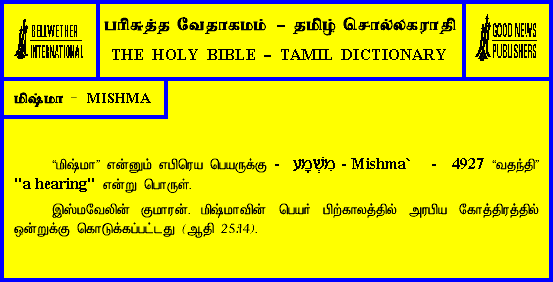 BELLWETHER
INTERNATIONAL
பரிசுத்த வேதாகமம் – தமிழ் சொல்லகராதி
THE HOLY BIBLE – TAMIL DICTIONARY
GOOD NEWS
PUBLISHERS
மிஷ்மா – MISHMA
“மிஷ்மா” என்னும் எபிரெய பெயருக்கு - מִשְׁמָע - Mishma` - 4927 “வதந்தி”
"a hearing" என்று பொருள்.
இஸ்மவேலின் குமாரன். மிஷ்மாவின் பெயர் பிற்காலத்தில் அரபிய கோத்திரத்தில்
ஒன்றுக்கு கொடுக்கப்பட்டது (ஆதி 25:14).